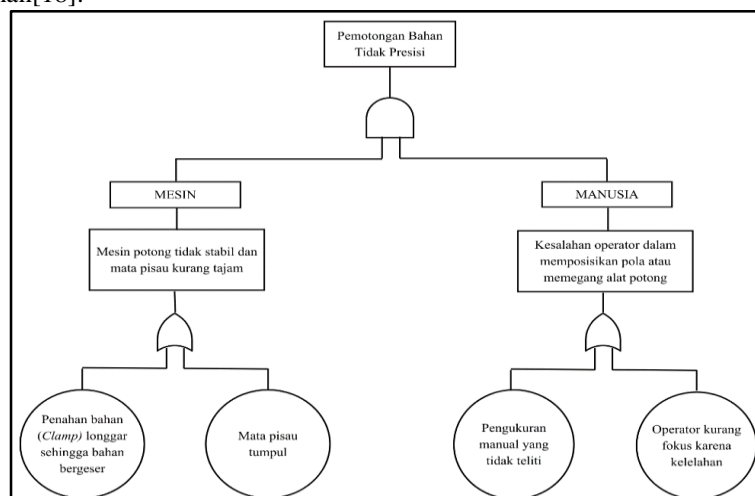 Pemotongan Bahan
Tidak Presisi
MESIN
MANUSIA
Mesin potong tidak stabil dan
mata pisau kurang tajam
Kesalahan operator dalam
memposisikan pola atau
memegang alat potong
Penahan bahan
(Clamp) longgar
sehingga bahan
bergeser
Mata pisau
tumpul
Pengukuran
manual yang
tidak teliti
Operator kurang
fokus karena
kelelahan